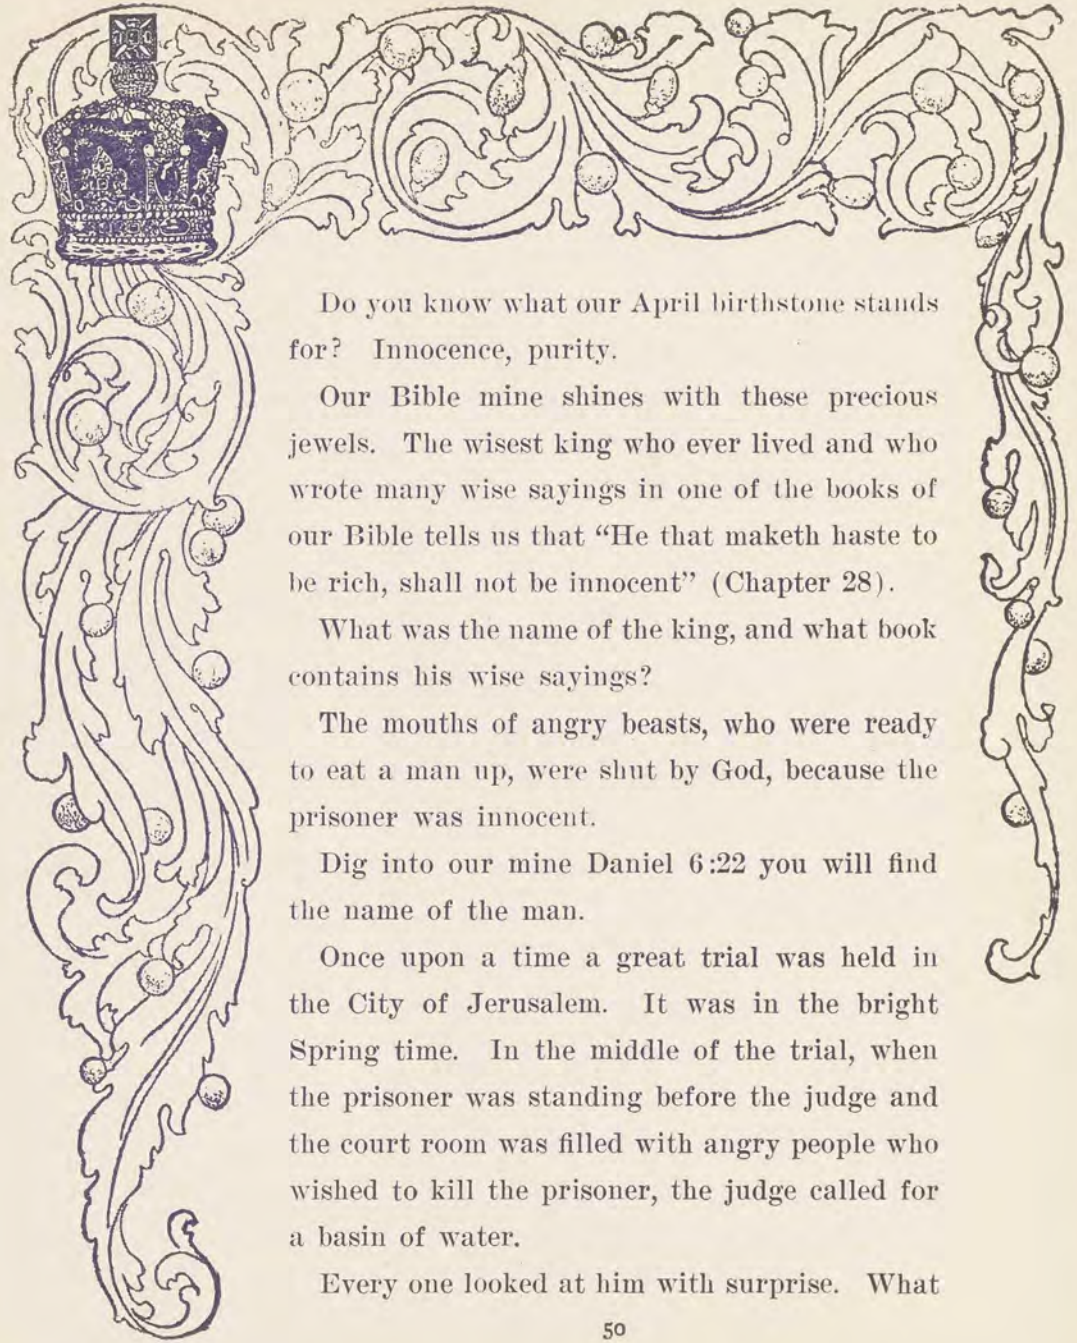 Do you know what our April birthstone stands
for? Innocence, purity.
Our Bible mine shines with these precious
jewels. The wisest king who ever lived and who
wrote many wise sayings in one of the books of
our Bible tells us that “He that maketh haste to
be rich, shall not be innocent” (Chapter 28).
What was the name of the king, and what book
contains his wise sayings?
The mouths of angry beasts, who were ready
to eat a man up, were shut by God, because the
prisoner was innocent.
Dig into our mine Daniel 6:22 you will find
the name of the man.
Once upon a time a great trial was held in
the City of Jerusalem. It was in the bright
Spring time. In the middle of the trial, when
the prisoner was standing before the judge and
the court room was filled with angry people who
wished to kill the prisoner, the judge called for
a basin of water.
Every one looked at him with surprise. What
50